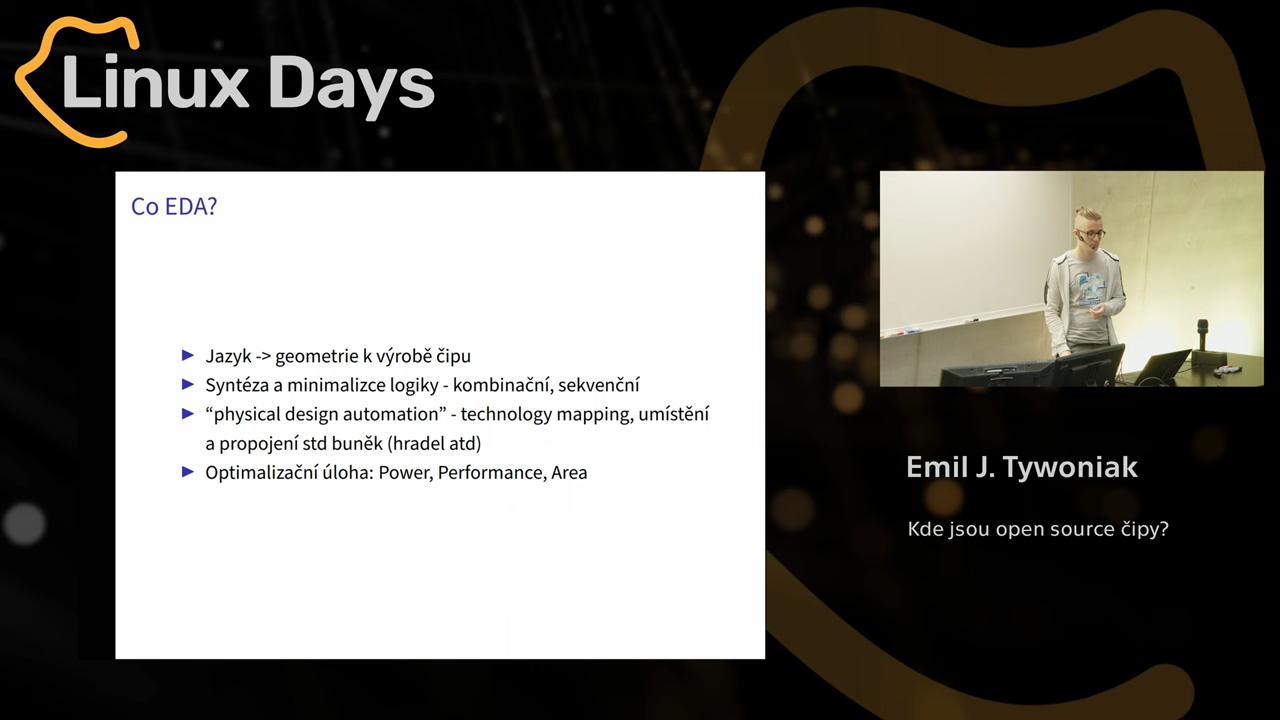 Linux Days
Co EDA?
Jazyk -> geometrie k výrobě čipu
Syntéza a minimalizce logiky - kombinační, sekvenční
“physical design automation” - technology mapping, umístění
a propojení std buněk (hradel atd)
Optimalizační úloha: Power, Performance, Area
Emil J. Tywoniak
Kde jsou open source čipy?